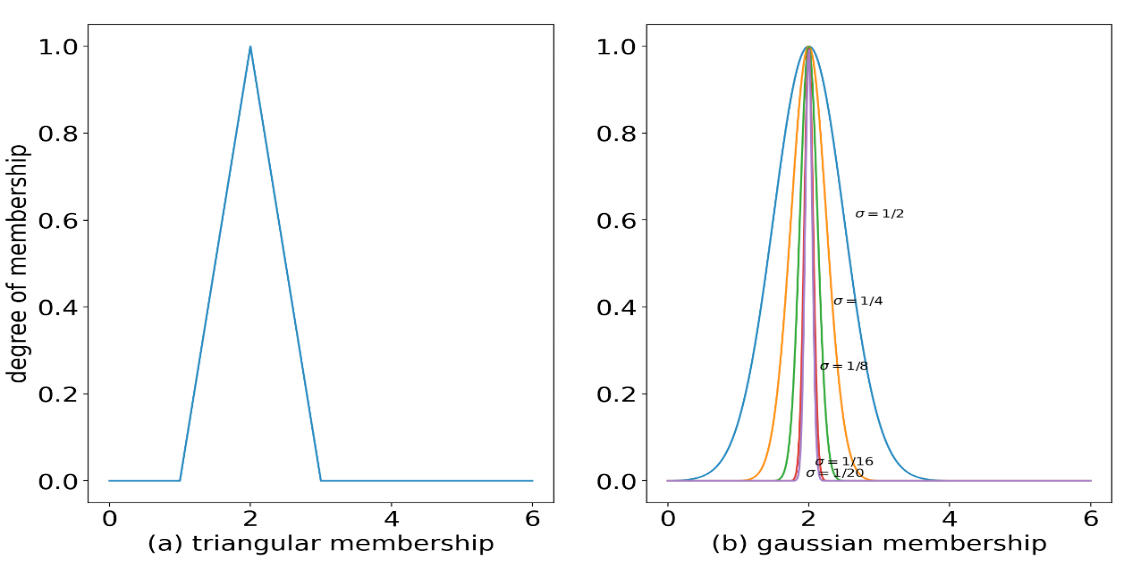 degree of membership
1.0
0.8
0.6
0.4
0.2
0.0
0
2
4
6
(a) triangular membership
1.0
0.8
0.6
0.4
0.2
0.0
σ = 1/2
σ = 1/4
σ = 1/8
σ = 1/16
σ = 1/20
0
2
4
6
(b) gaussian membership